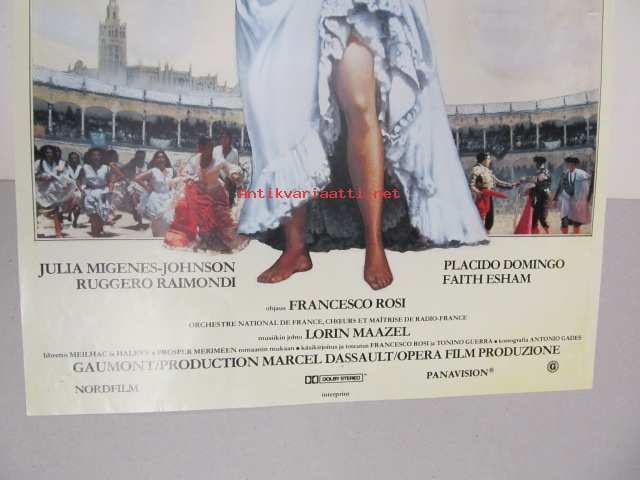 Antikvariaatti.net
JULIA MIGENES-JOHNSON
RUGGERO RAIMONDI
PLACIDO DOMINGO
FAITH ESHAM
ohjaus FRANCESCO ROSI
ORCHESTRE NATIONAL DE FRANCE, CHŒURS ET MAÎTRISE DE RADIO-FRANCE
musiikin johto LORIN MAAZEL
libretto MEILHAC ja HALEVY • PROSPER MERIMÉEN romaanin mukaan • käsikirjoitus ja toteutus FRANCESCO ROSI ja TONINO GUERRA • koreografia ANTONIO GADES
GAUMONT/PRODUCTION MARCEL DASSAULT/OPERA FILM PRODUZIONE
NORDFILM
DOLBY STEREO
PANAVISION®
G
interprint